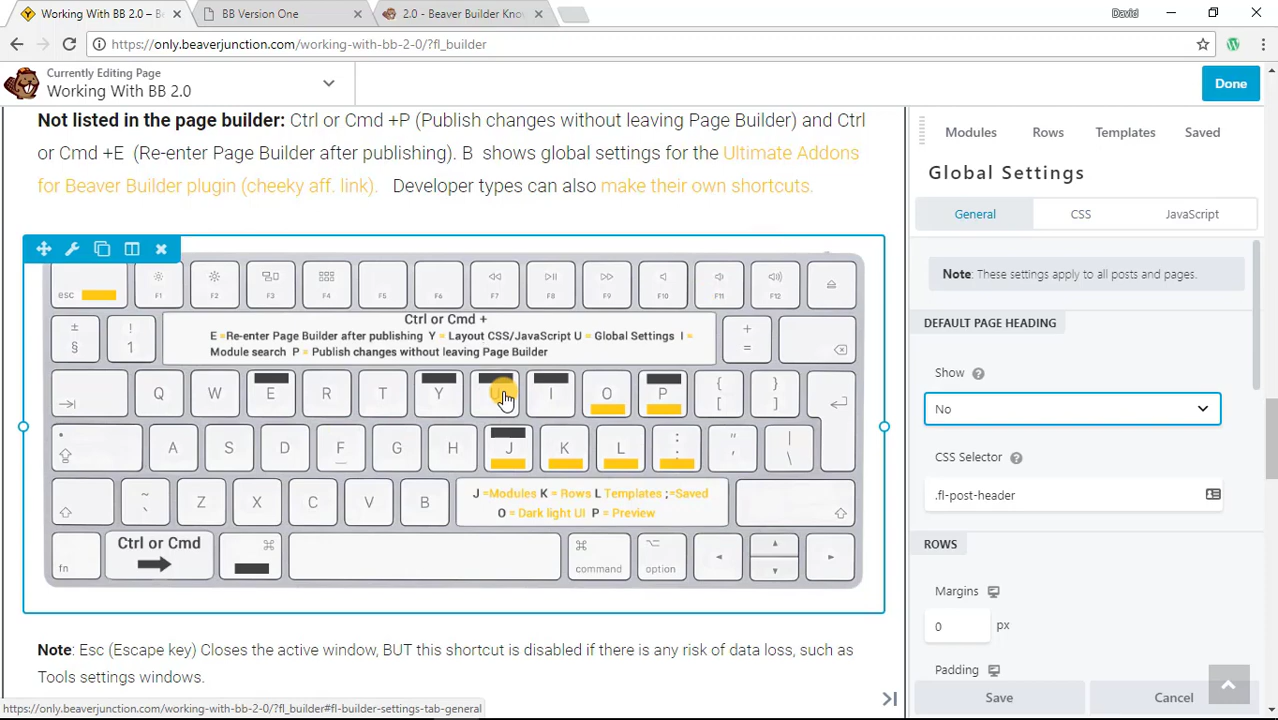 Working With BB 2.0 – B
BB Version One
2.0 - Beaver Builder Kno
David
https://only.beaverjunction.com/working-with-bb-2-0/?fl_builder
Currently Editing Page
Working With BB 2.0
Done
Not listed in the page builder: Ctrl or Cmd +P (Publish changes without leaving Page Builder) and Ctrl
or Cmd +E (Re-enter Page Builder after publishing). B shows global settings for the Ultimate Addons
for Beaver Builder plugin (cheeky aff. link). Developer types can also make their own shortcuts.
esc F1 F2 F3 F4 F5 F6 F7 F8 F9 F10 F11 F12
± § ! 1 + =
Ctrl or Cmd +
E =Re-enter Page Builder after publishing Y = Layout CSS/JavaScript U = Global Settings I =
Module search P = Publish changes without leaving Page Builder
Q W E R T Y I O P { [ } ]
A S D F G H J K L : ; " ' | \
~ ` Z X C V B
J =Modules K = Rows L Templates ;=Saved
O = Dark light UI P = Preview
fn Ctrl or Cmd command option
Note: Esc (Escape key) Closes the active window, BUT this shortcut is disabled if there is any risk of data loss, such as
Tools settings windows.
https://only.beaverjunction.com/working-with-bb-2-0/?fl_builder#fl-builder-settings-tab-general
Modules Rows Templates Saved
Global Settings
General CSS JavaScript
Note: These settings apply to all posts and pages.
DEFAULT PAGE HEADING
Show
No
CSS Selector
.fl-post-header
ROWS
Margins
0 px
Padding
Save Cancel